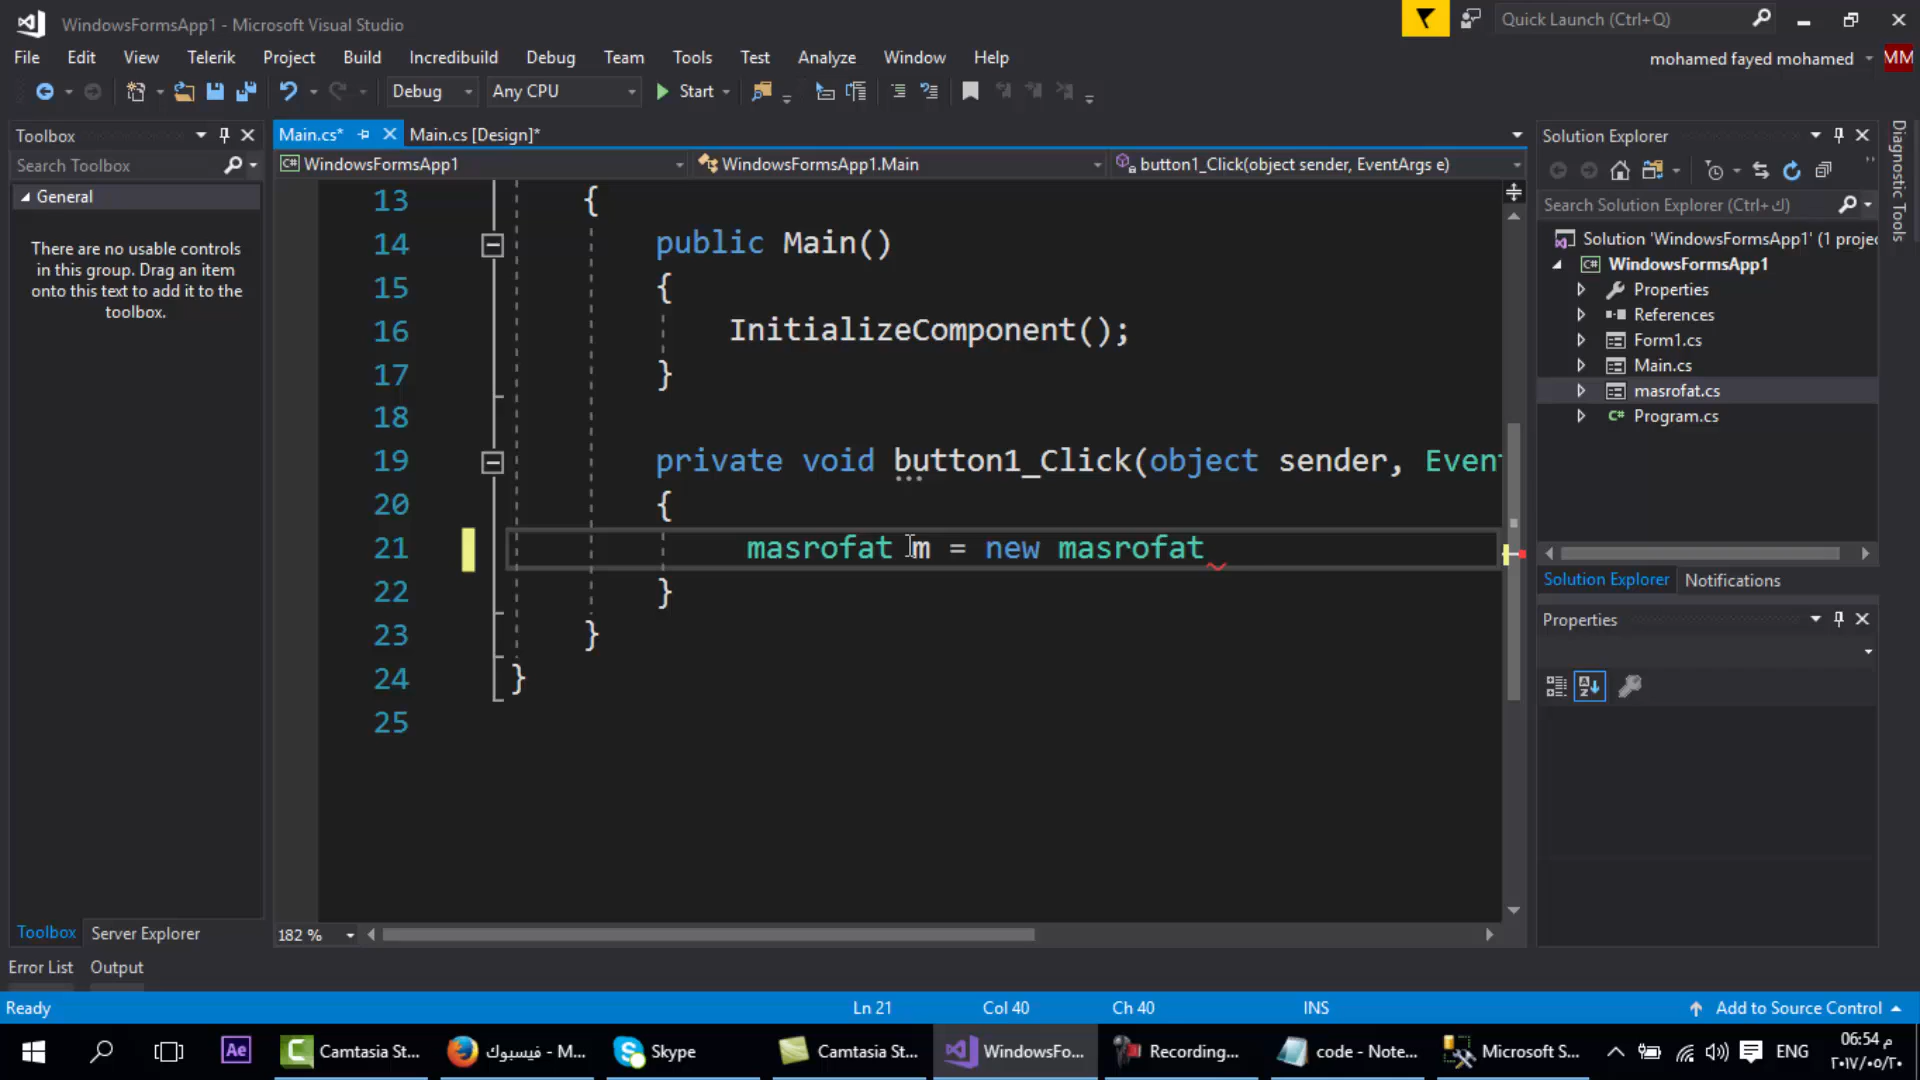 WindowsFormsApp1 - Microsoft Visual Studio
Quick Launch (Ctrl+Q)
File Edit View Telerik Project Build Incredibuild Debug Team Tools Test Analyze Window Help
mohamed fayed mohamed MM
Debug Any CPU Start
Toolbox
Search Toolbox
General
There are no usable controls
in this group. Drag an item
onto this text to add it to the
toolbox.
Toolbox Server Explorer
Main.cs* Main.cs [Design]*
WindowsFormsApp1 WindowsFormsApp1.Main button1_Click(object sender, EventArgs e)
13 {
14 public Main()
15 {
16 InitializeComponent();
17 }
18
19 private void button1_Click(object sender, Event
20 {
21 masrofat m = new masrofat
22 }
23 }
24 }
25
182 %
Solution Explorer
Search Solution Explorer (Ctrl+ك)
Solution 'WindowsFormsApp1' (1 projec
WindowsFormsApp1
Properties
References
Form1.cs
Main.cs
masrofat.cs
Program.cs
Solution Explorer Notifications
Properties
Diagnostic Tools
Error List Output
Ready Ln 21 Col 40 Ch 40 INS Add to Source Control
Ae Camtasia St... فيسبوك - M... Skype Camtasia St... WindowsFo... Recording... code - Note... Microsoft S... ENG
06:54 م
٢٠١٧/٠٥/٢٠